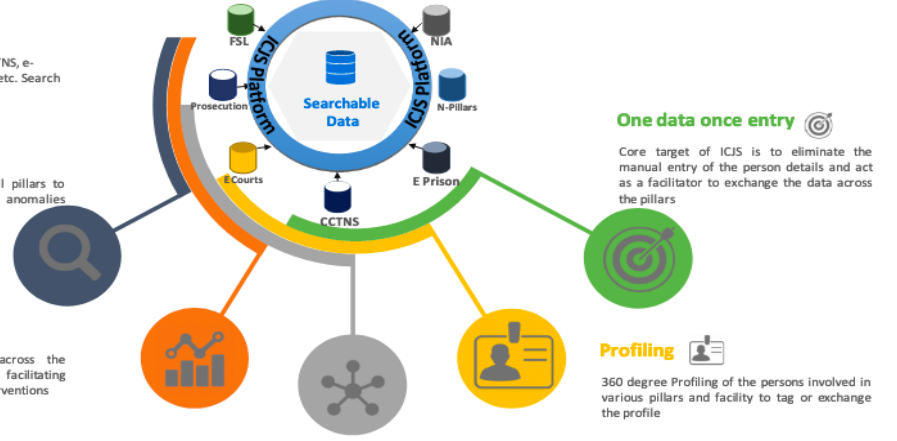 FSL
NIA
ICJS Platform
ICJS Platform
TNS, e-
etc. Search
Prosecution
N-Pillars
Searchable
Data
One data once entry
Core target of ICJS is to eliminate the
manual entry of the person details and act
as a facilitator to exchange the data across
the pillars
E Courts
E Prison
pillars to
anomalies
CCTNS
Profiling
across the
facilitating
360 degree Profiling of the persons involved in
various pillars and facility to tag or exchange
the profile